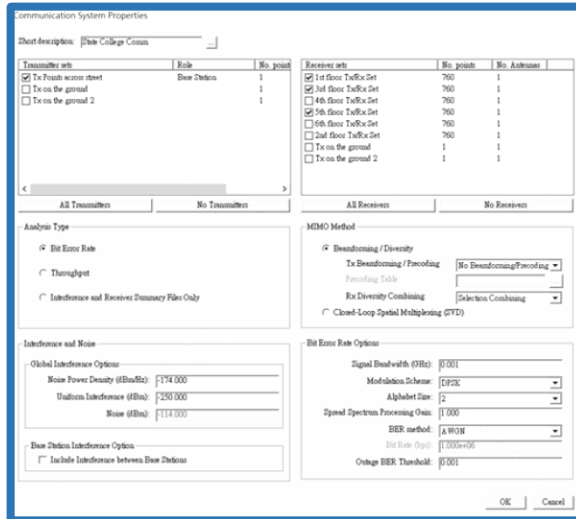 Communication System Properties
Short description: State College Comm ...
Transmitter sets Role No. point
Tx Points across street Base Station 1
Tx on the ground 1
Tx on the ground 2 1
All Transmitters No Transmitters
Receiver sets No. points No. Antennas
1st floor Tx/Rx Set 760 1
3rd floor Tx/Rx Set 760 1
4th floor Tx/Rx Set 760 1
5th floor Tx/Rx Set 760 1
6th floor Tx/Rx Set 760 1
2nd floor Tx/Rx Set 760 1
Tx on the ground 1 1
Tx on the ground 2 1 1
All Receivers No Receivers
Analysis Type
Bit Error Rate
Throughput
Interference and Receiver Summary Files Only
MIMO Method
Beamforming / Diversity
Tx Beamforming / Precoding No Beamforming/Precoding
Precoding Table
Rx Diversity Combining Selection Combining
Closed-Loop Spatial Multiplexing (SVD)
Interference and Noise
Global Interference Options
Noise Power Density (dBm/Hz): -174.000
Uniform Interference (dBm): -250.000
Noise (dBm): -114.000
Base Station Interference Option
Include Interference between Base Stations
Bit Error Rate Options
Signal Bandwidth (GHz): 0.001
Modulation Scheme: DPSK
Alphabet Size: 2
Spread Spectrum Processing Gain: 1.000
BER method: AWGN
Bit Rate (bps): 1.000e+06
Outage BER Threshold: 0.001
OK Cancel